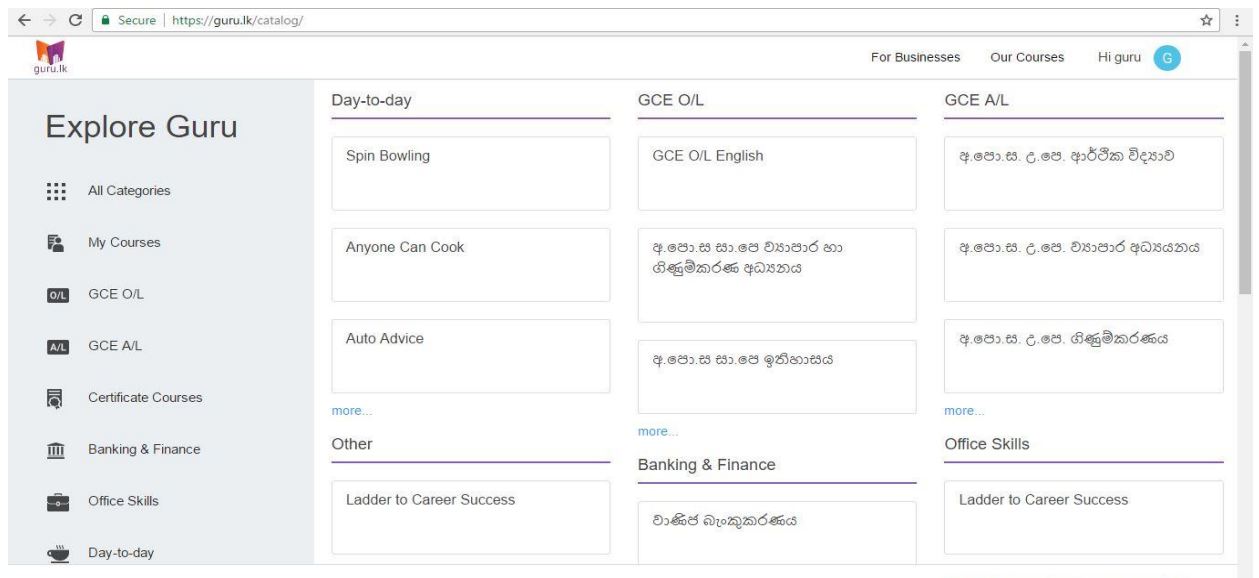 Secure | https://guru.lk/catalog/
guru.lk
For Businesses
Our Courses
Hi guru
G
Explore Guru
All Categories
My Courses
O/L GCE O/L
A/L GCE A/L
Certificate Courses
Banking & Finance
Office Skills
Day-to-day
Day-to-day
Spin Bowling
Anyone Can Cook
Auto Advice
more...
Other
Ladder to Career Success
GCE O/L
GCE O/L English
අ.පො.ස සා.පෙ ව්‍යාපාර හා
ගිණුම්කරණ අධ්‍යනය
අ.පො.ස සා.පෙ ඉතිහාසය
more...
Banking & Finance
වාණිජ බැංකුකරණය
GCE A/L
අ.පො.ස. උ.පෙ. ආර්ථික විද්‍යාව
අ.පො.ස. උ.පෙ. ව්‍යාපාර අධ්‍යයනය
අ.පො.ස. උ.පෙ. ගිණුම්කරණය
more...
Office Skills
Ladder to Career Success